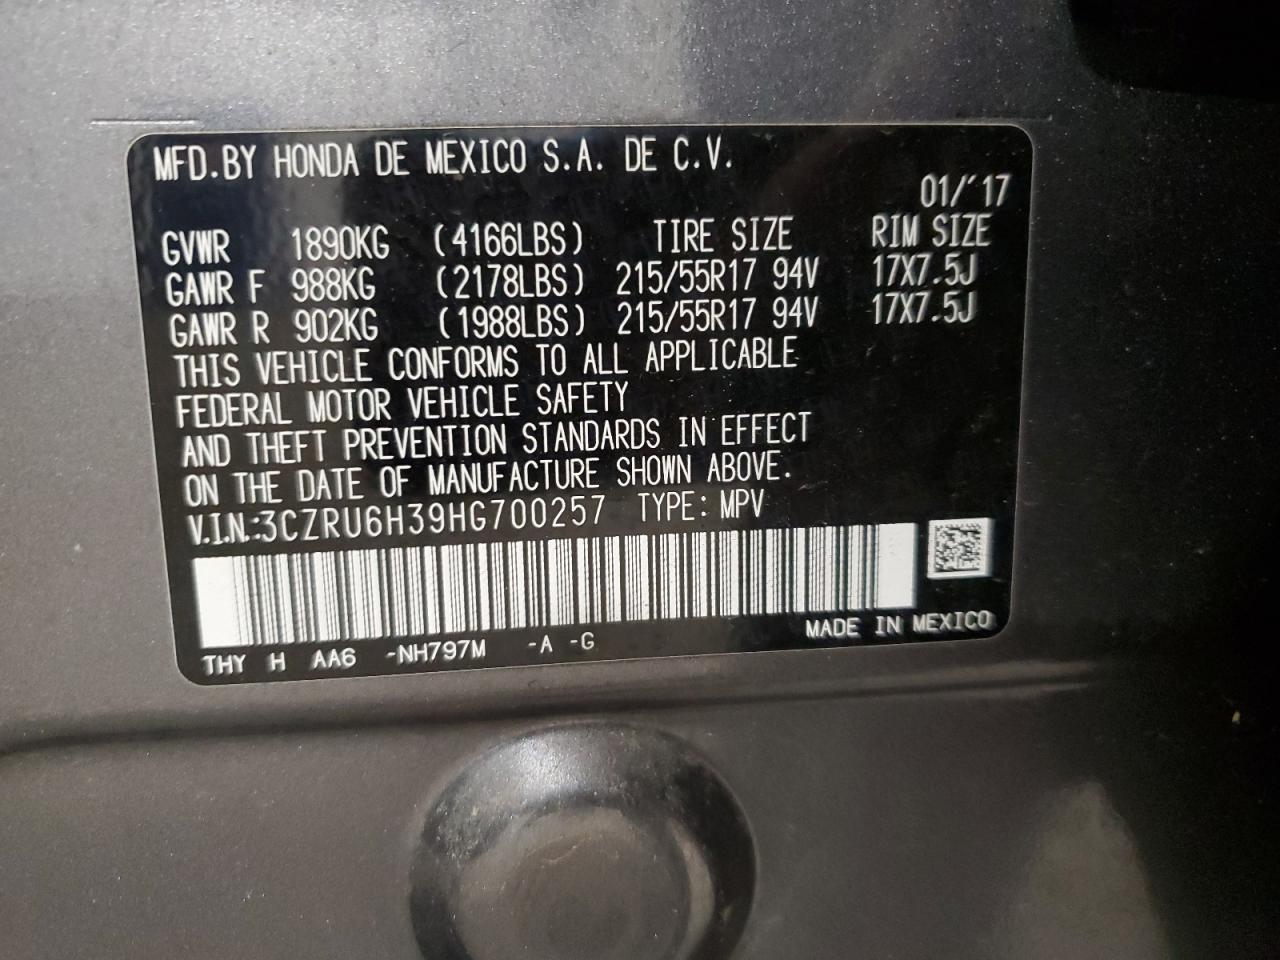 MFD.BY HONDA DE MEXICO S.A. DE C.V.
01/'17
GVWR 1890KG (4166LBS) TIRE SIZE RIM SIZE
GAWR F 988KG (2178LBS) 215/55R17 94V 17X7.5J
GAWR R 902KG (1988LBS) 215/55R17 94V 17X7.5J
THIS VEHICLE CONFORMS TO ALL APPLICABLE
FEDERAL MOTOR VEHICLE SAFETY
AND THEFT PREVENTION STANDARDS IN EFFECT
ON THE DATE OF MANUFACTURE SHOWN ABOVE.
V.I.N.:3CZRU6H39HG700257 TYPE: MPV
MADE IN MEXICO
THY H AA6 -NH797M -A -G